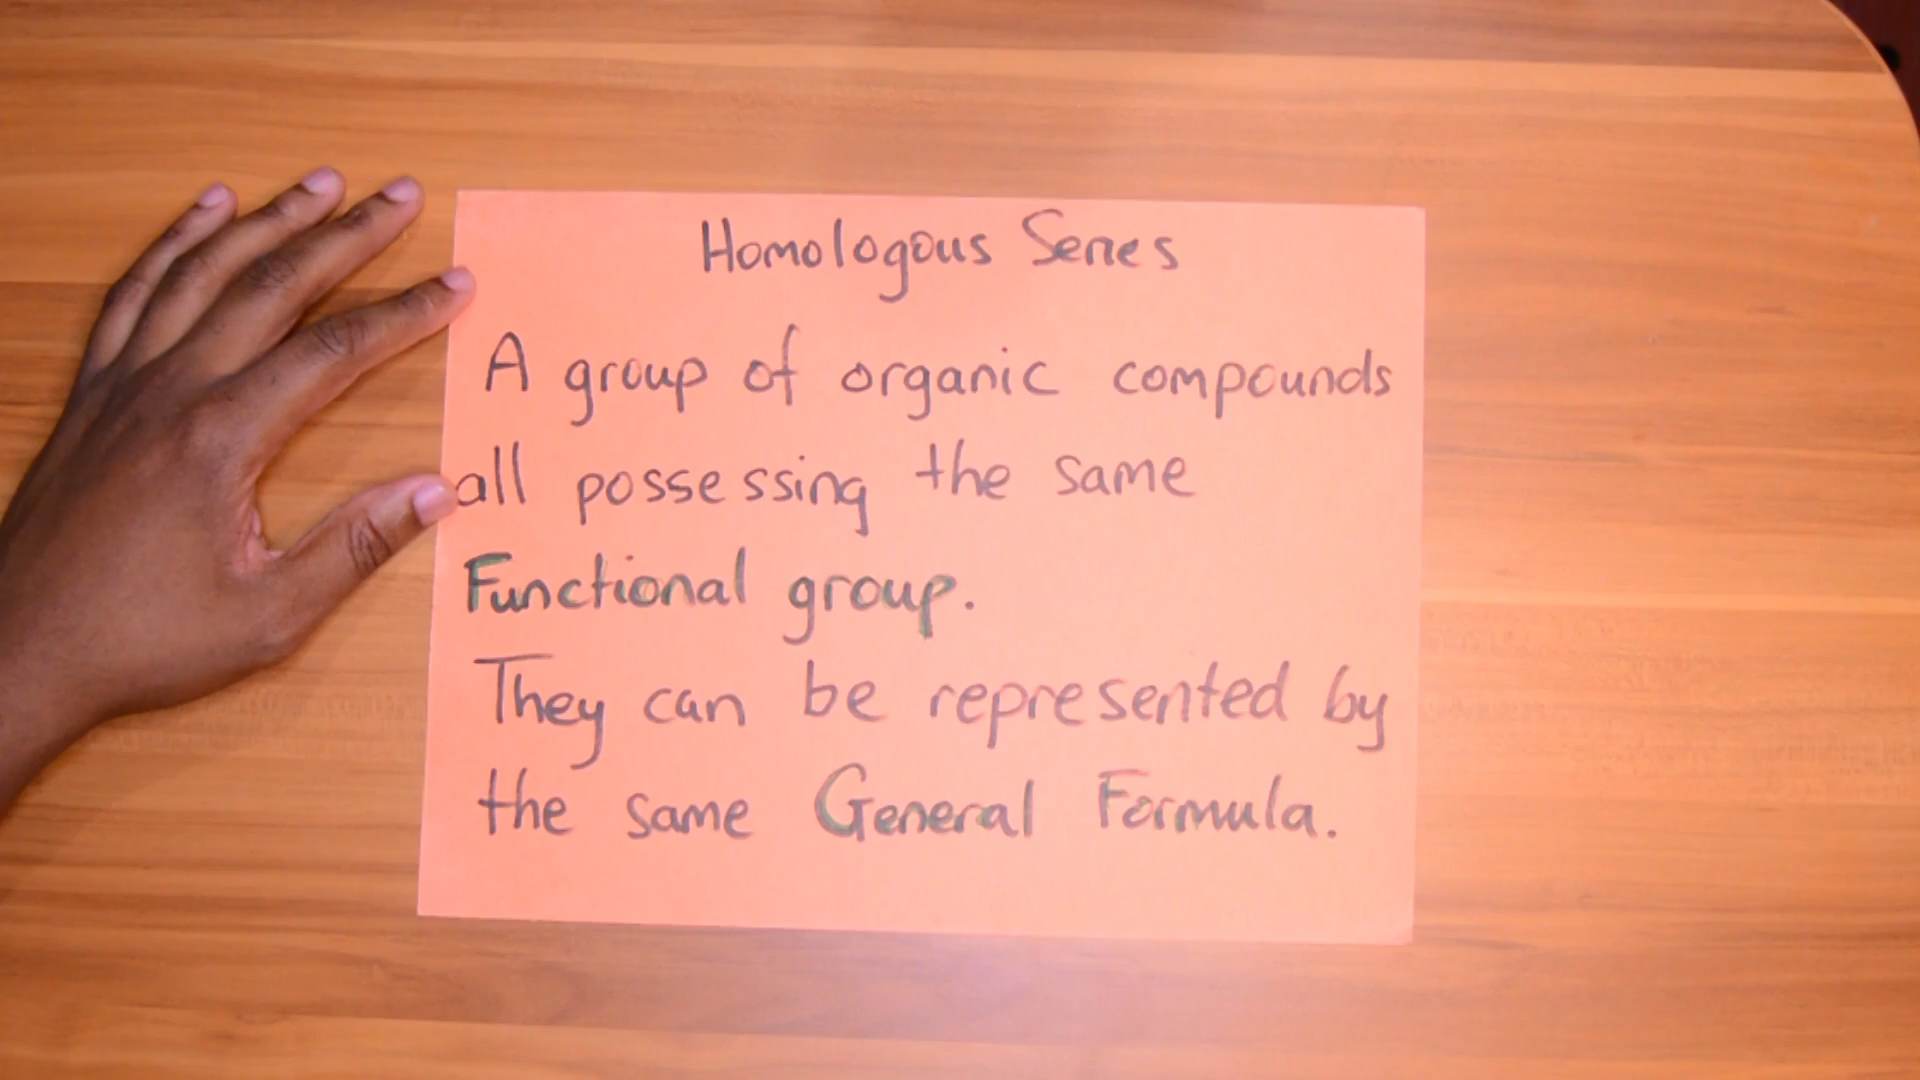 Homologous Series
A group of organic compounds
all possessing the same
Functional group.
They can be represented by
the same General Formula.